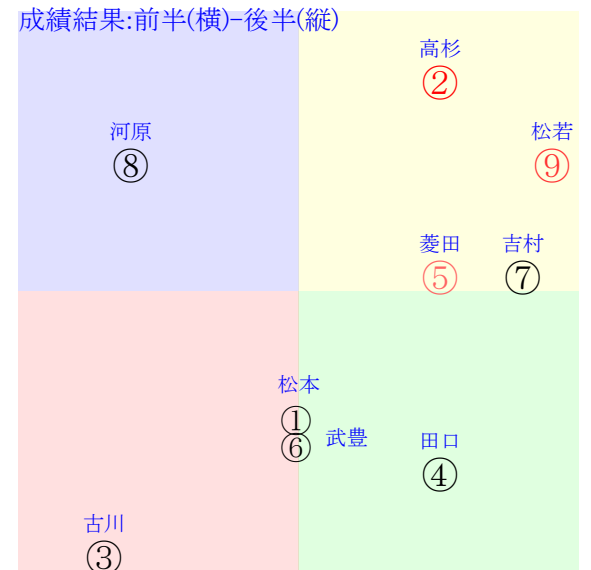 成績結果:前半(横)-後半(縦)
高杉
②
河原
⑧
松若
⑨
菱田
⑤
吉村
⑦
松本
①
⑥
武豊
田口
④
古川
③